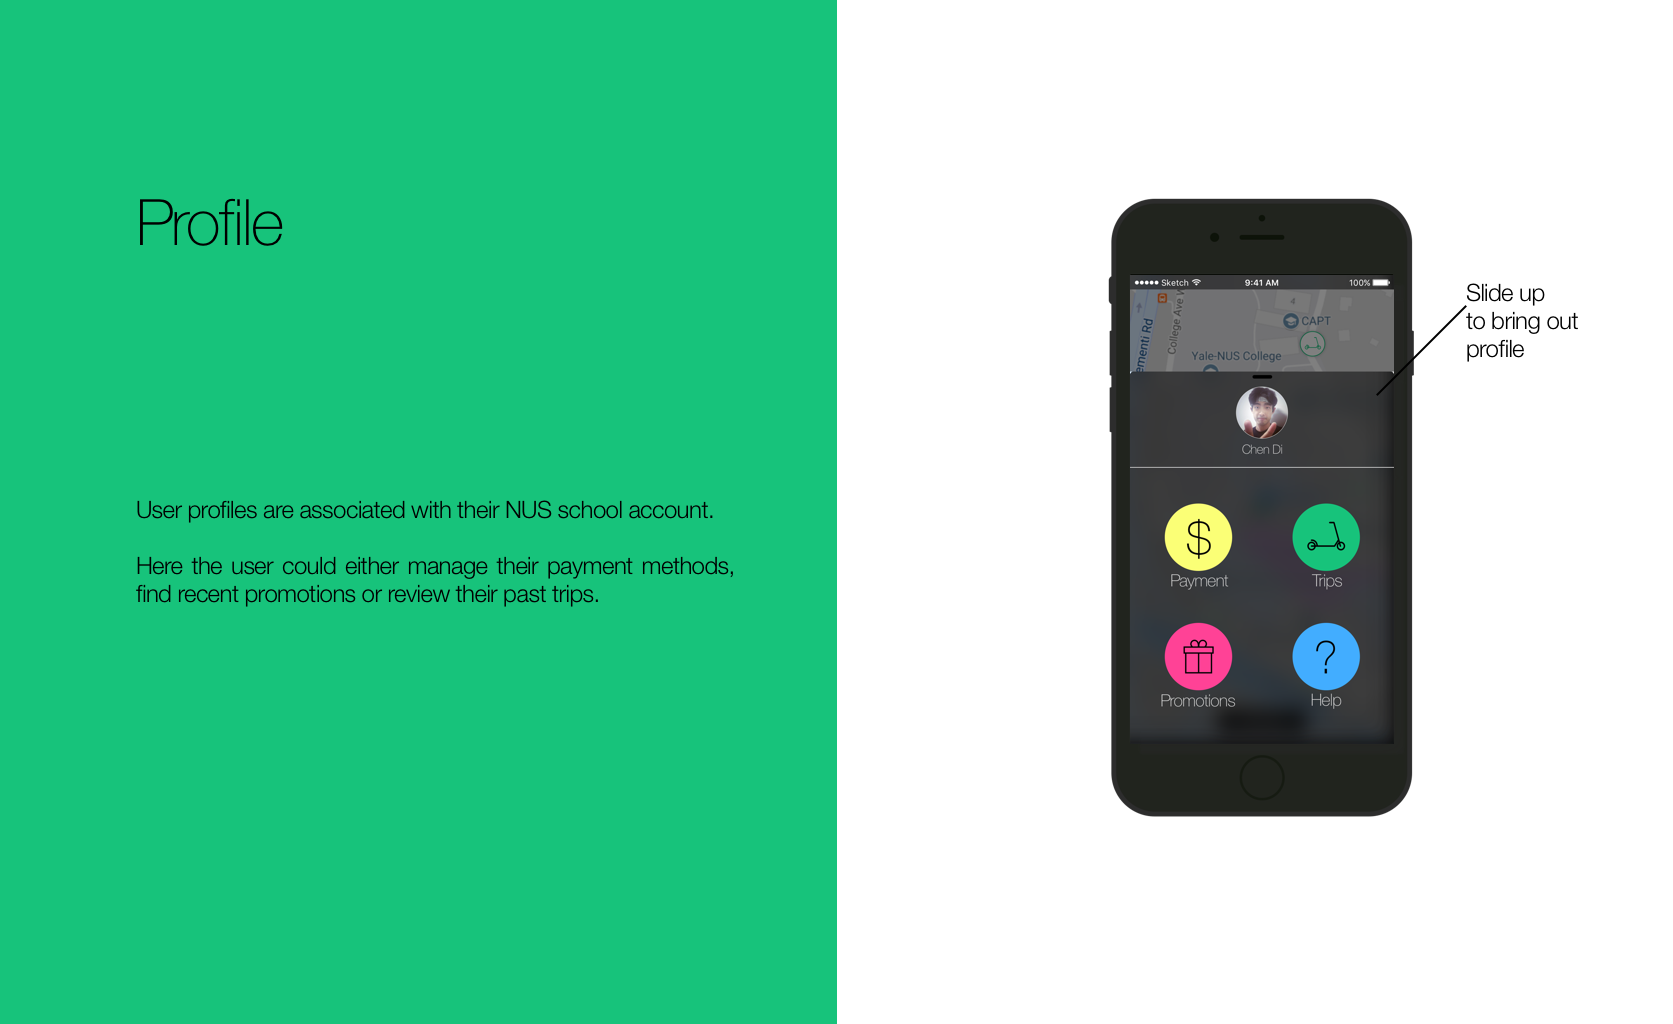 Profile
User profiles are associated with their NUS school account.
Here the user could either manage their payment methods,
find recent promotions or review their past trips.
Sketch
9:41 AM
100%
ementi Rd
College Ave
CAPT
Yale-NUS College
Chen Di
$
Payment
Trips
Promotions
?
Help
Slide up
to bring out
profile